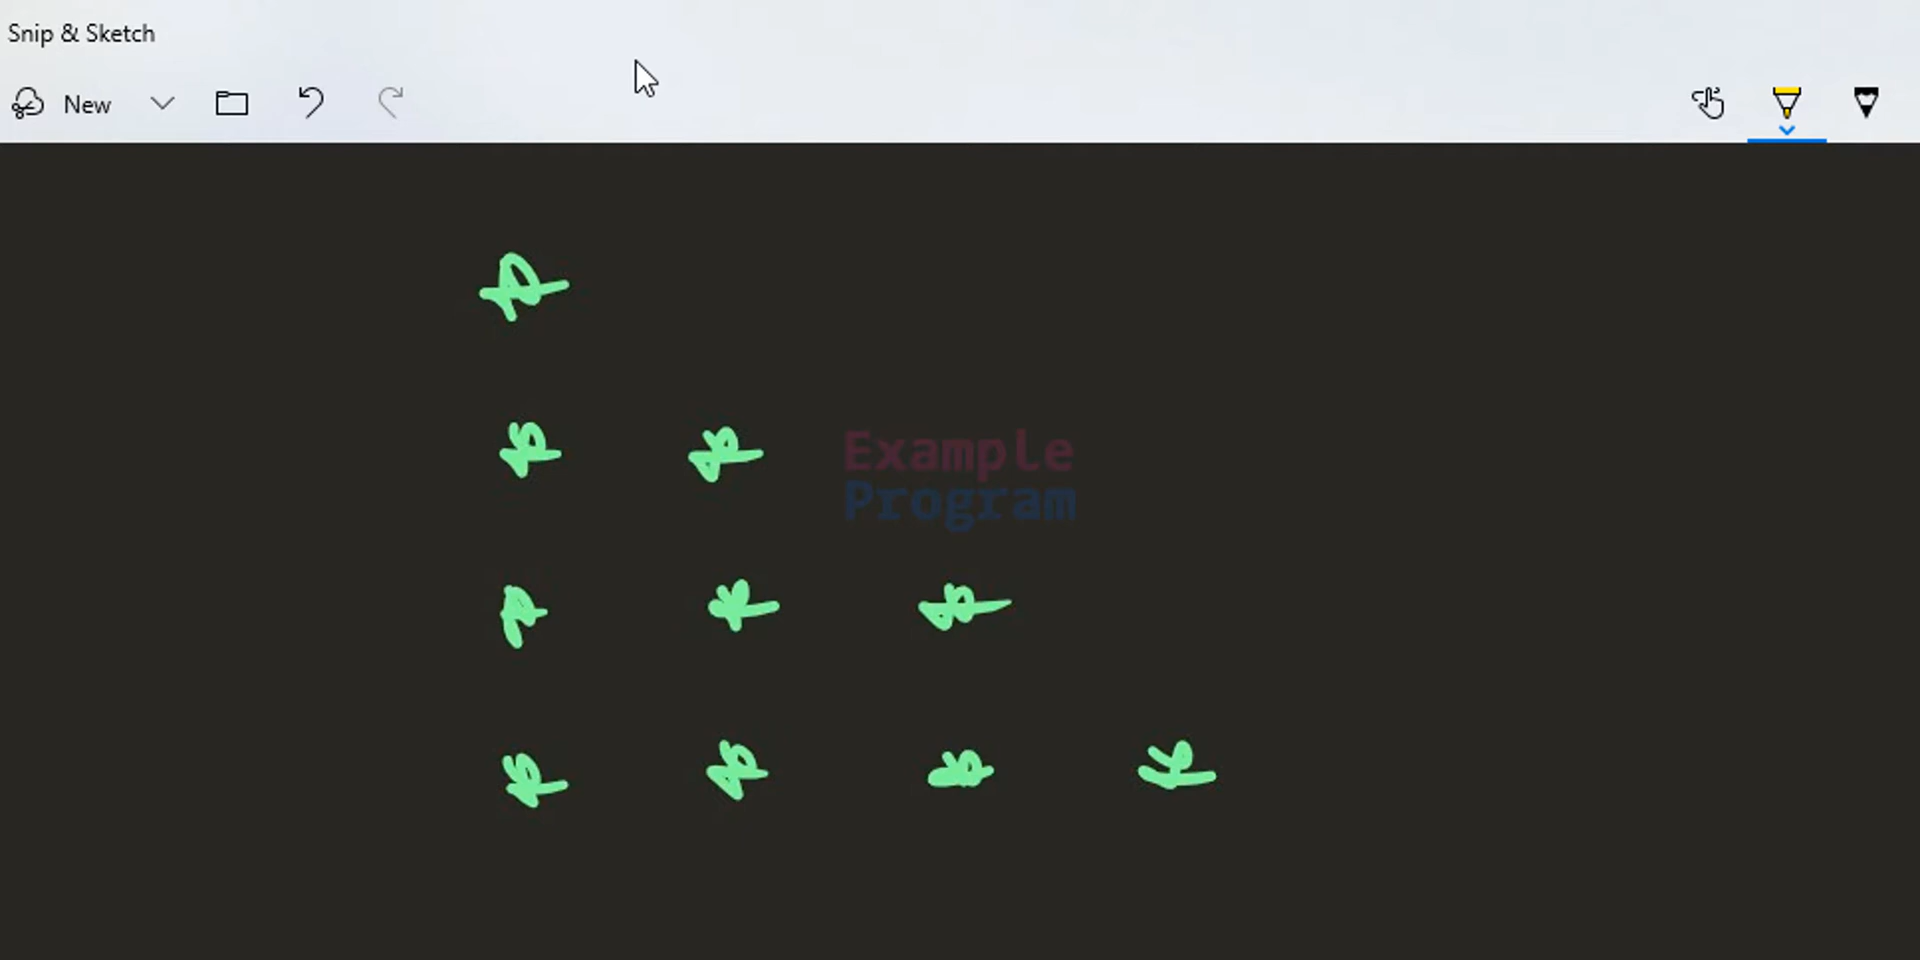 Snip & Sketch
New
*
* *
Example
Program
* * *
* * * *